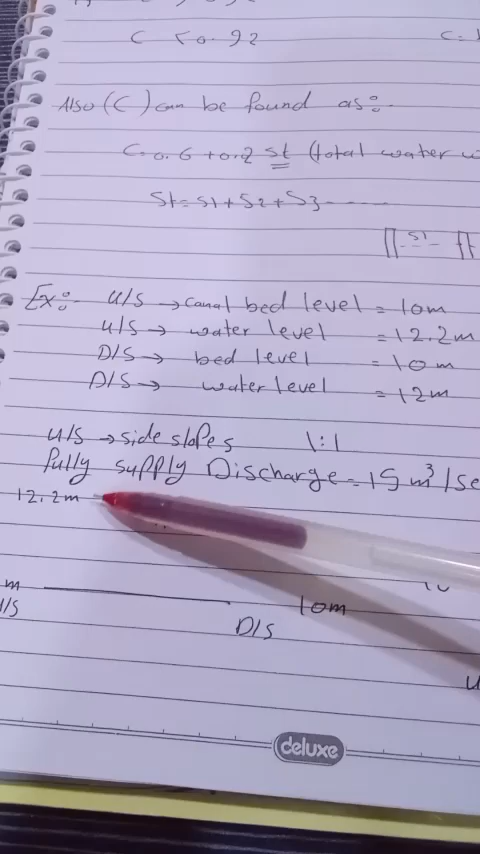 C < 0.92
C=
Also (C) can be found as:-
C=0.6+0.2 st (total water w
St=S1+S2+S3-----
S1
Ex:- U/S → canal bed level = 10m
U/S → water level = 12.2m
D/S → bed level = 10m
D/S → water level = 12m
U/S → side slopes 1:1
fully supply Discharge = 15m³/se
12.2m
m
/S
10m
D/S
deluxe